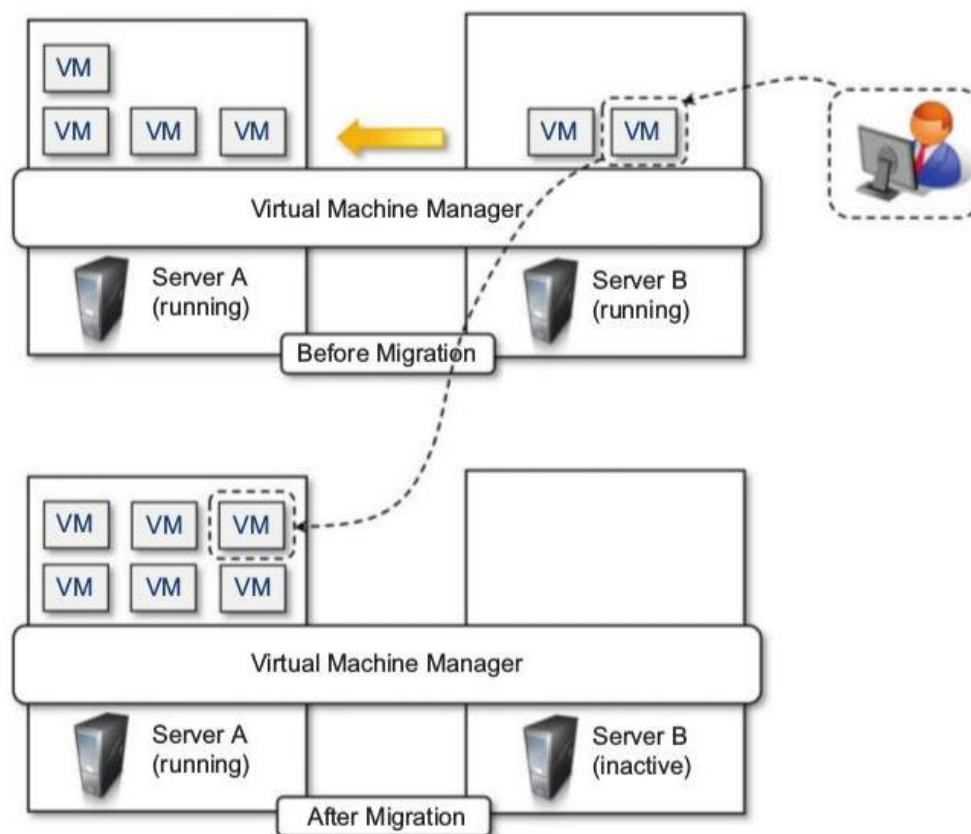 VM
VM VM VM
VM VM
Virtual Machine Manager
Server A
(running)
Server B
(running)
Before Migration
VM VM VM
VM VM VM
Virtual Machine Manager
Server A
(running)
Server B
(inactive)
After Migration